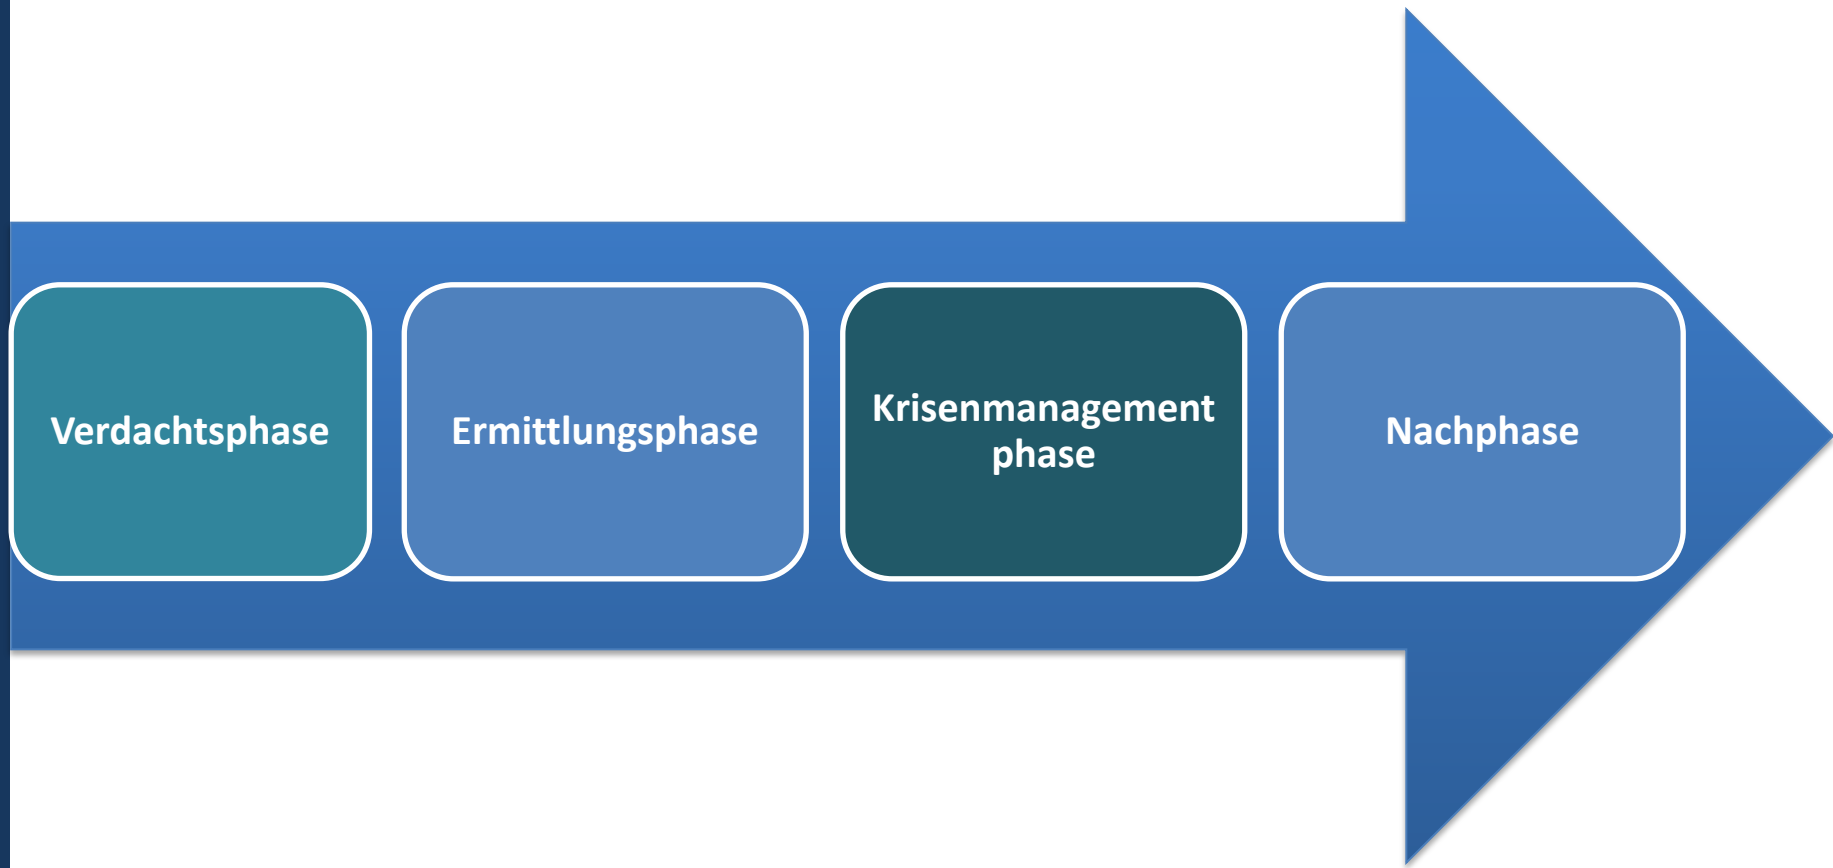 Verdachtsphase
Ermittlungsphase
Krisenmanagement
phase
Nachphase